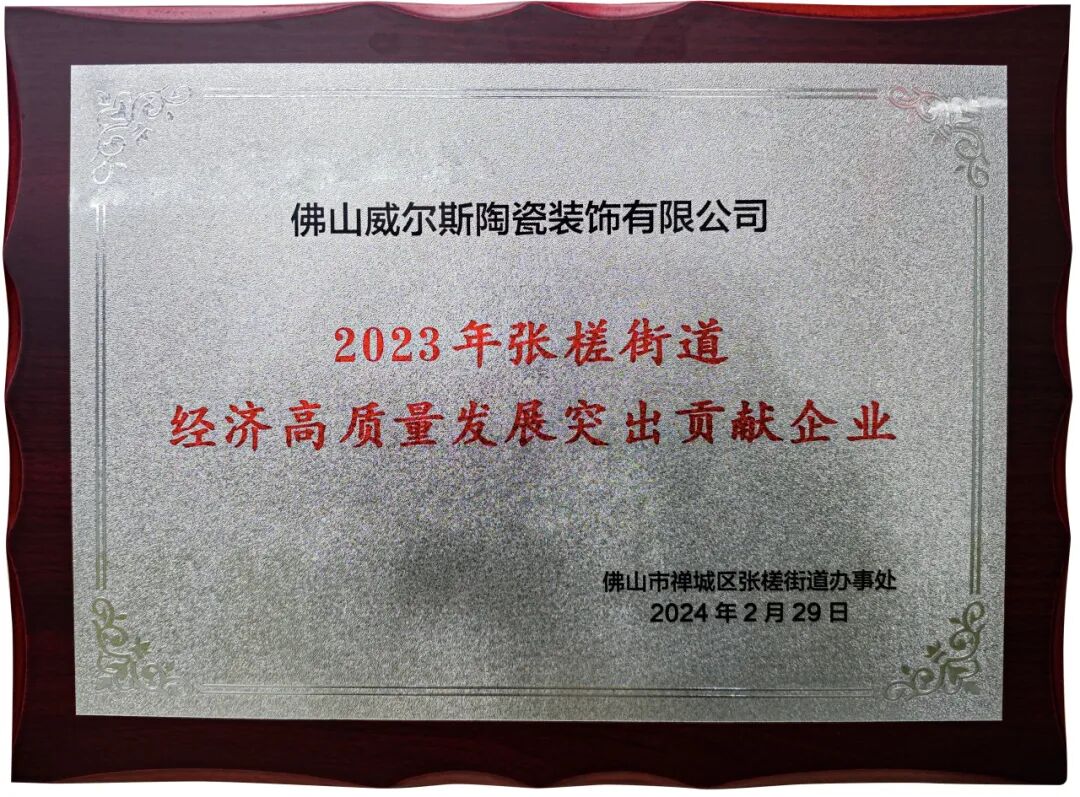 佛山威尔斯陶瓷装饰有限公司
2023年张槎街道
经济高质量发展突出贡献企业
佛山市禅城区张槎街道办事处
2024年2月29日